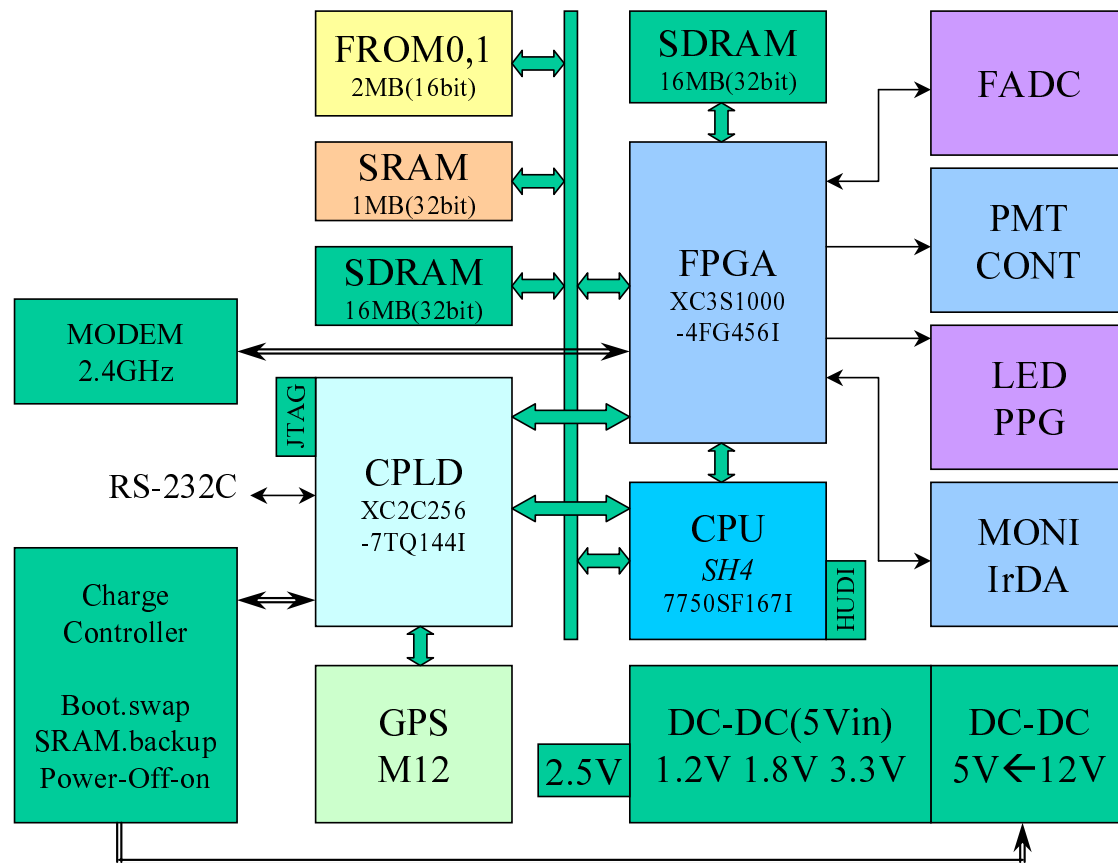 FROM0,1
2MB(16bit)
SDRAM
16MB(32bit)
FADC
SRAM
1MB(32bit)
PMT
CONT
FPGA
XC3S1000
-4FG456I
SDRAM
16MB(32bit)
MODEM
2.4GHz
LED
PPG
JTAG
CPLD
XC2C256
-7TQ144I
RS-232C
CPU
SH4
7750SF167I
HUDI
MONI
IrDA
Charge
Controller
Boot.swap
SRAM.backup
Power-Off-on
GPS
M12
2.5V
DC-DC(5Vin)
1.2V 1.8V 3.3V
DC-DC
5V←12V